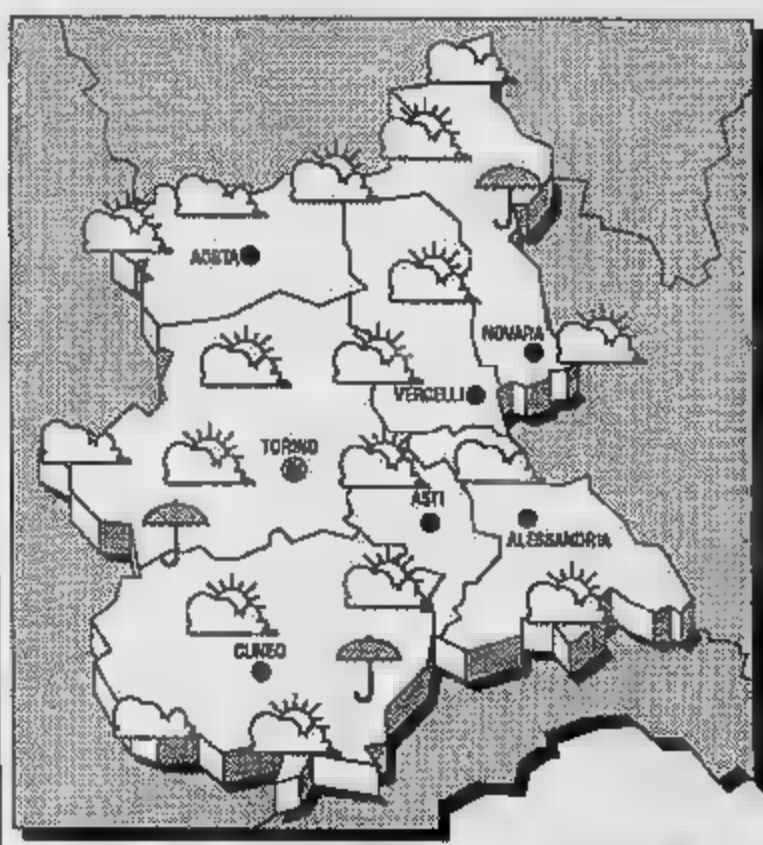 AOSTA
NOVARA
VERCELLI
TORINO
ASTI
ALESSANDRIA
CUNEO